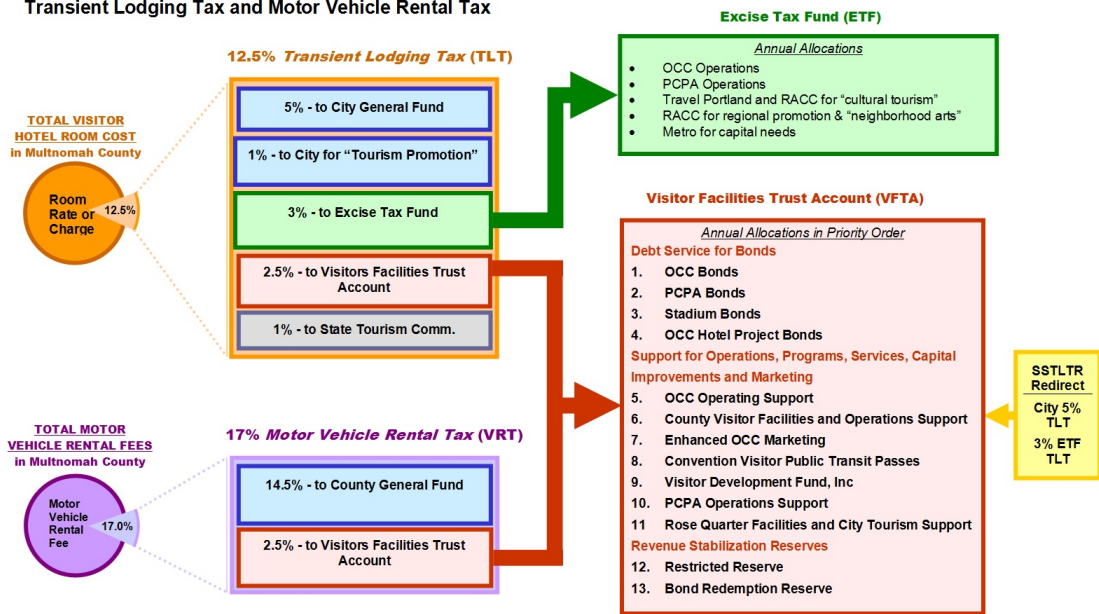 Transient Lodging Tax and Motor Vehicle Rental Tax
TOTAL VISITOR
HOTEL ROOM COST
in Multnomah County
Room
Rate or
Charge
12.5%
12.5% Transient Lodging Tax (TLT)
5% - to City General Fund
1% - to City for “Tourism Promotion”
3% - to Excise Tax Fund
2.5% - to Visitors Facilities Trust
Account
1% - to State Tourism Comm.
TOTAL MOTOR
VEHICLE RENTAL FEES
in Multnomah County
Motor
Vehicle
Rental
Fee
17.0%
17% Motor Vehicle Rental Tax (VRT)
14.5% - to County General Fund
2.5% - to Visitors Facilities Trust
Account
Excise Tax Fund (ETF)
Annual Allocations
• OCC Operations
• PCPA Operations
• Travel Portland and RACC for “cultural tourism”
• RACC for regional promotion & “neighborhood arts”
• Metro for capital needs
Visitor Facilities Trust Account (VFTA)
Annual Allocations in Priority Order
Debt Service for Bonds
1. OCC Bonds
2. PCPA Bonds
3. Stadium Bonds
4. OCC Hotel Project Bonds
Support for Operations, Programs, Services, Capital
Improvements and Marketing
5. OCC Operating Support
6. County Visitor Facilities and Operations Support
7. Enhanced OCC Marketing
8. Convention Visitor Public Transit Passes
9. Visitor Development Fund, Inc
10. PCPA Operations Support
11 Rose Quarter Facilities and City Tourism Support
Revenue Stabilization Reserves
12. Restricted Reserve
13. Bond Redemption Reserve
SSTLTR
Redirect
City 5%
TLT
3% ETF
TLT